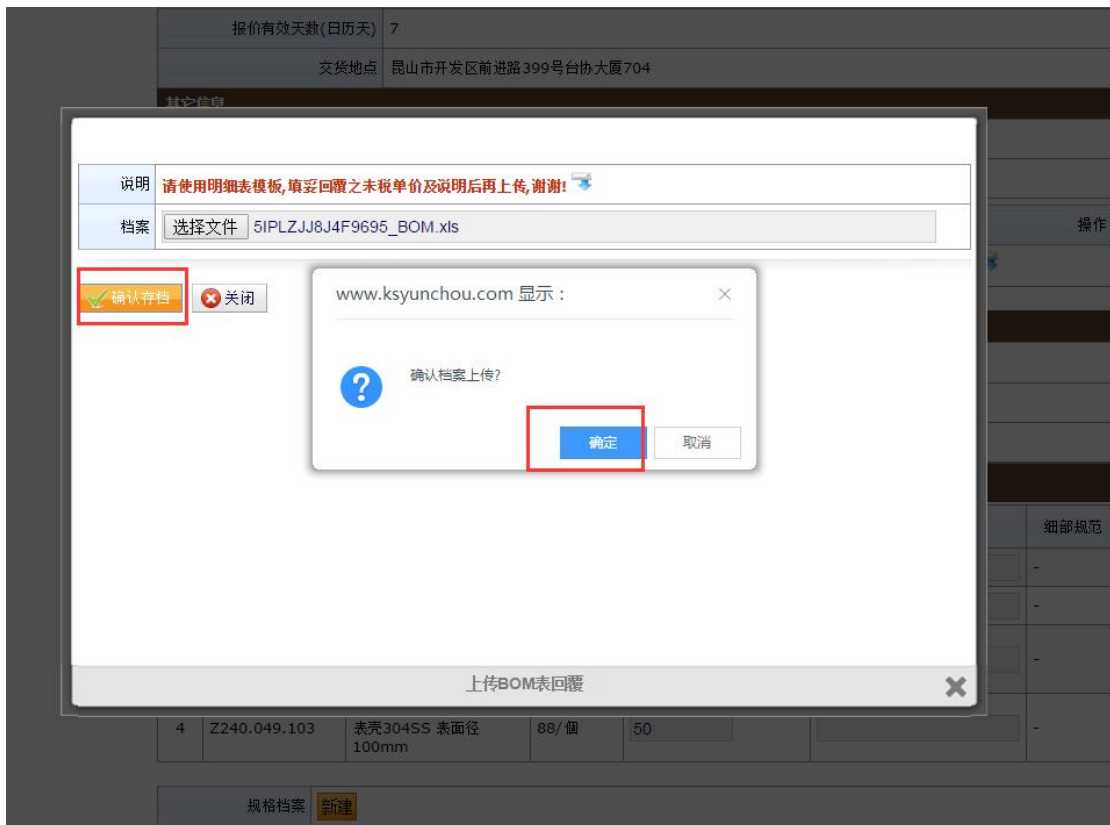 报价有效天数(日历天) 7
交货地点 昆山市开发区前进路399号台协大厦704
其它信息
说明 请使用明细表模板,填妥回覆之未税单价及说明后再上传,谢谢!
档案 选择文件 5IPLZJJ8J4F9695_BOM.xls
操作
确认存档 关闭
www.ksyunchou.com 显示：
确认档案上传?
确定 取消
细部规范
-
-
-
上传BOM表回覆
4 Z240.049.103 表壳304SS 表面径 88/個 50 -
100mm
规格档案 新建